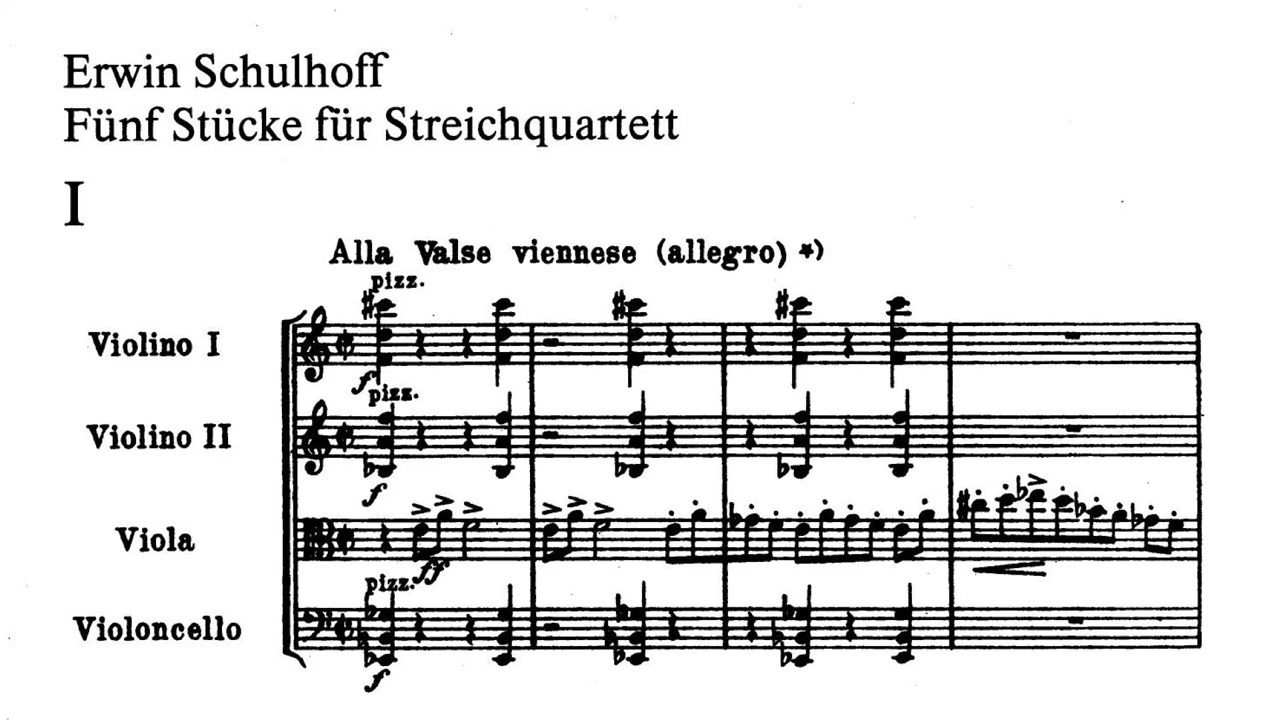 Erwin Schulhoff
Fünf Stücke für Streichquartett
I
Alla Valse viennese (allegro) *)
pizz.
Violino I
f
pizz.
Violino II
f
Viola
ff
pizz.
Violoncello
f